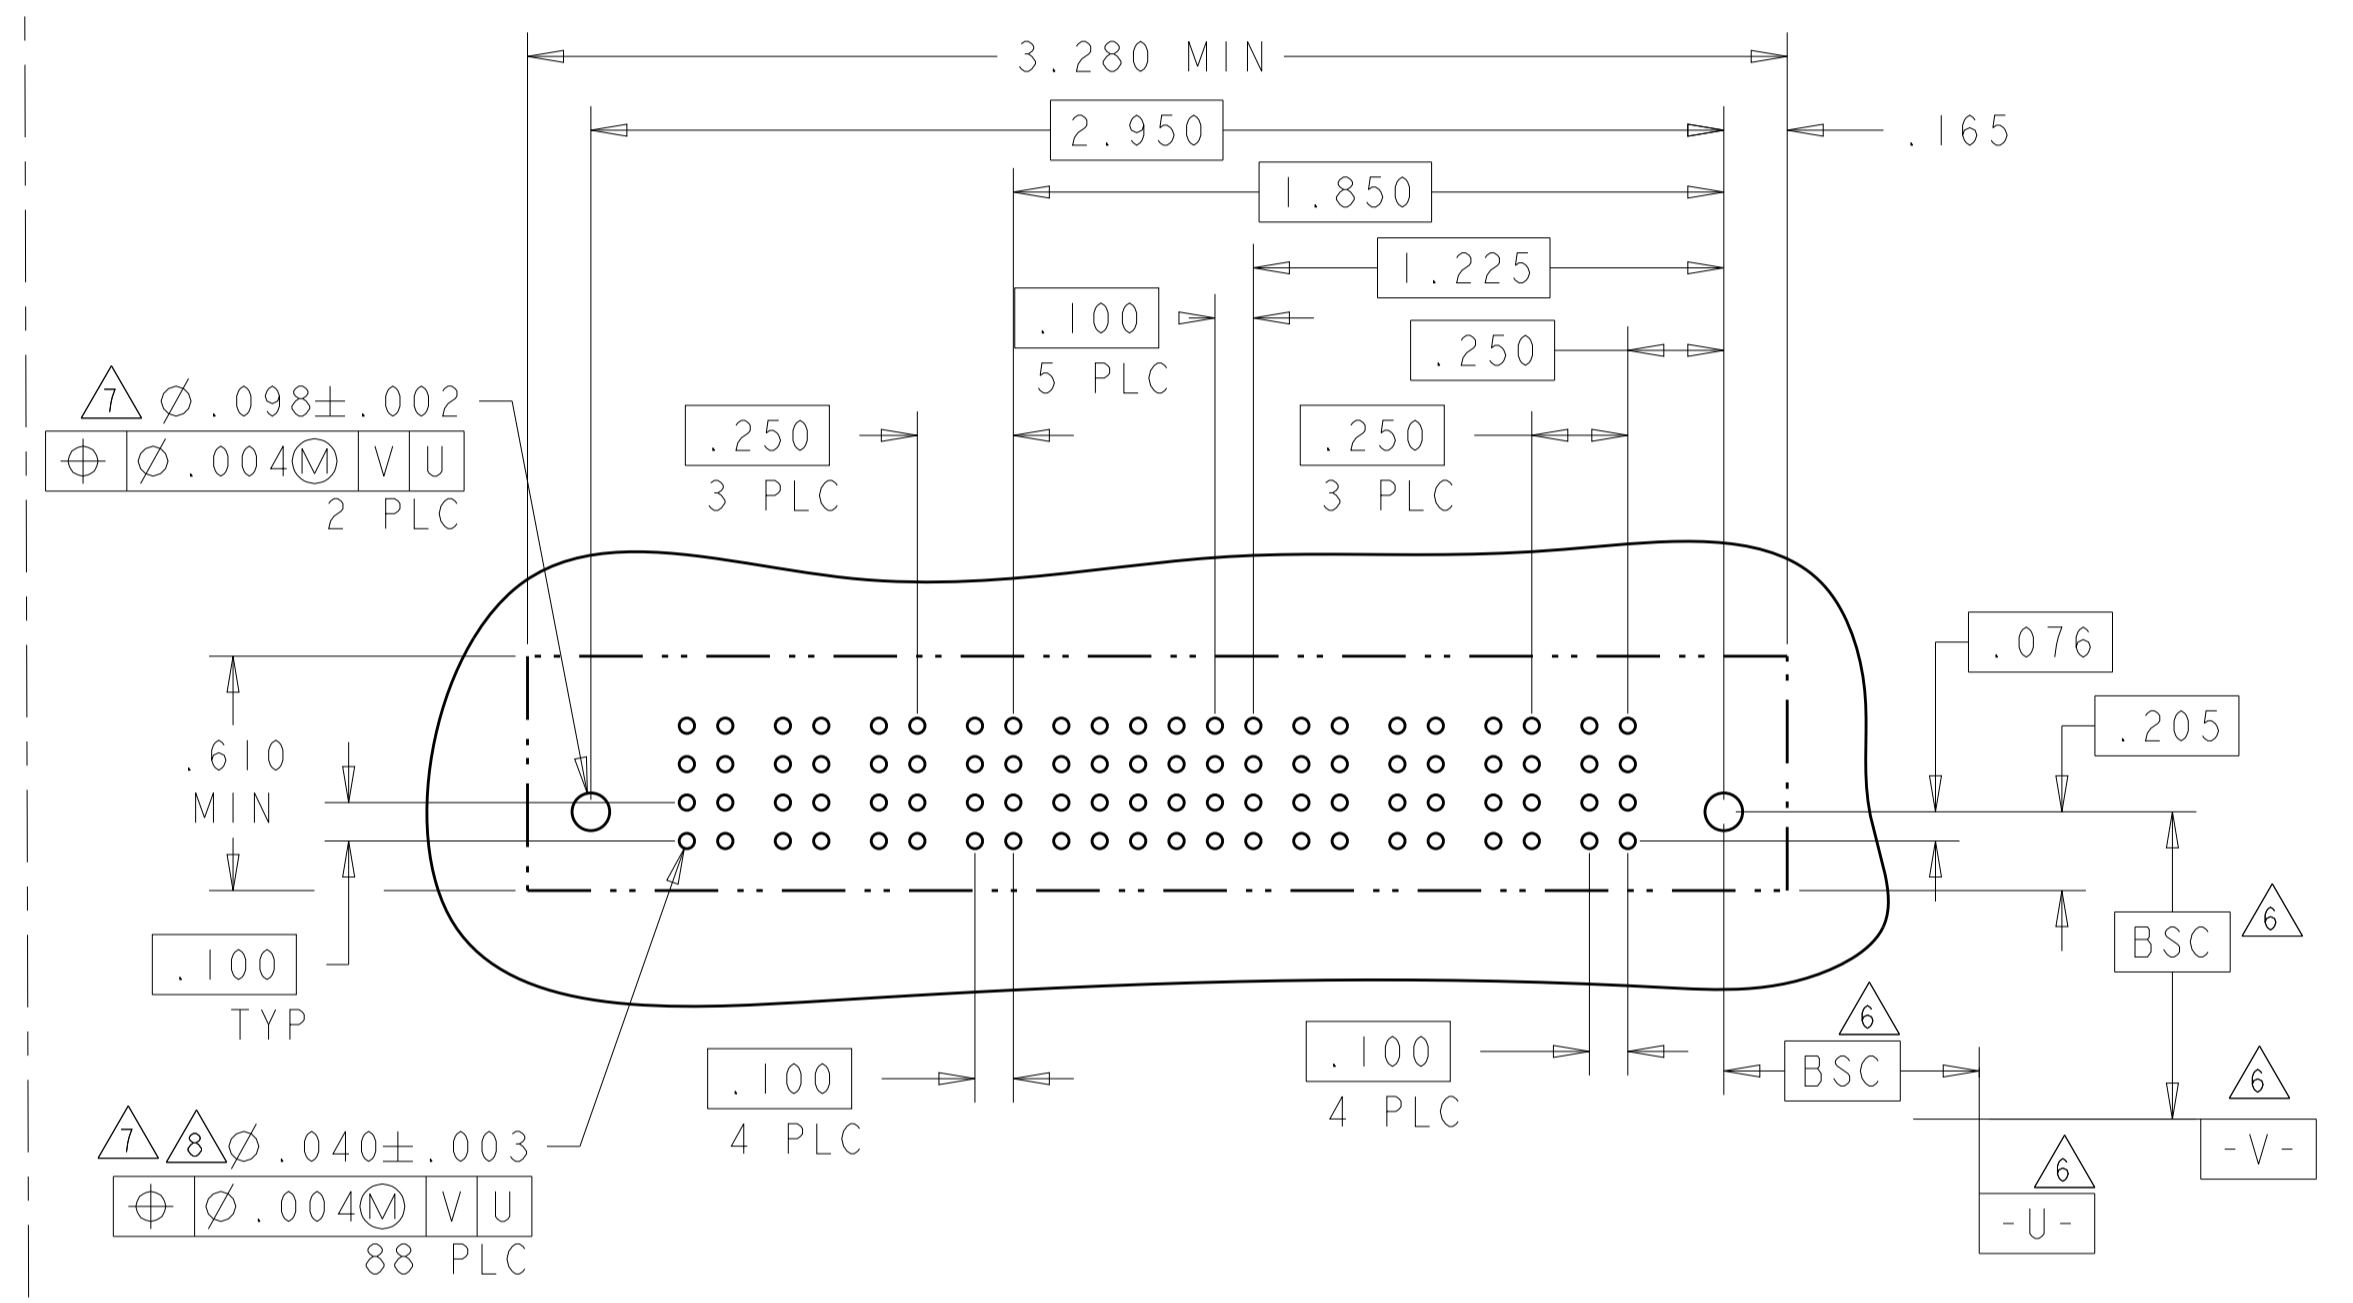 3.280 MIN
2.950
.165
1.850
1.225
.100
5 PLC
.250
7 Ø.098±.002
⌖ Ø.004Ⓜ V U
2 PLC
.250
3 PLC
.250
3 PLC
.076
.205
.610
MIN
.100
TYP
BSC 6
6
BSC
.100
4 PLC
.100
4 PLC
6
-V-
6
-U-
7 8 Ø.040±.003
⌖ Ø.004Ⓜ V U
88 PLC